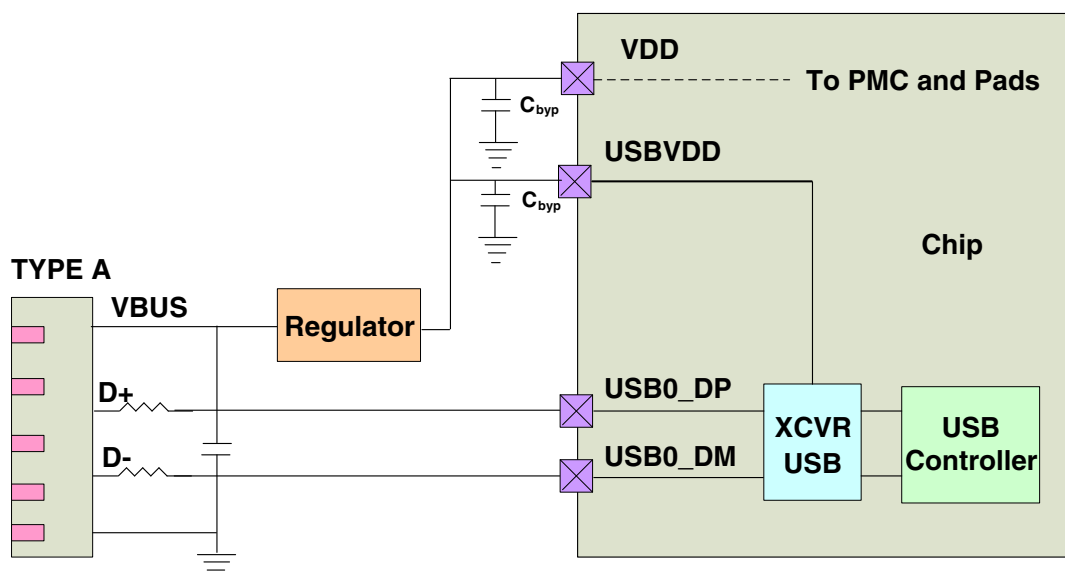 VDD
To PMC and Pads
Cbyp
USBVDD
Cbyp
Chip
TYPE A
VBUS
Regulator
D+
USB0_DP
XCVR
USB
USB
Controller
D-
USB0_DM